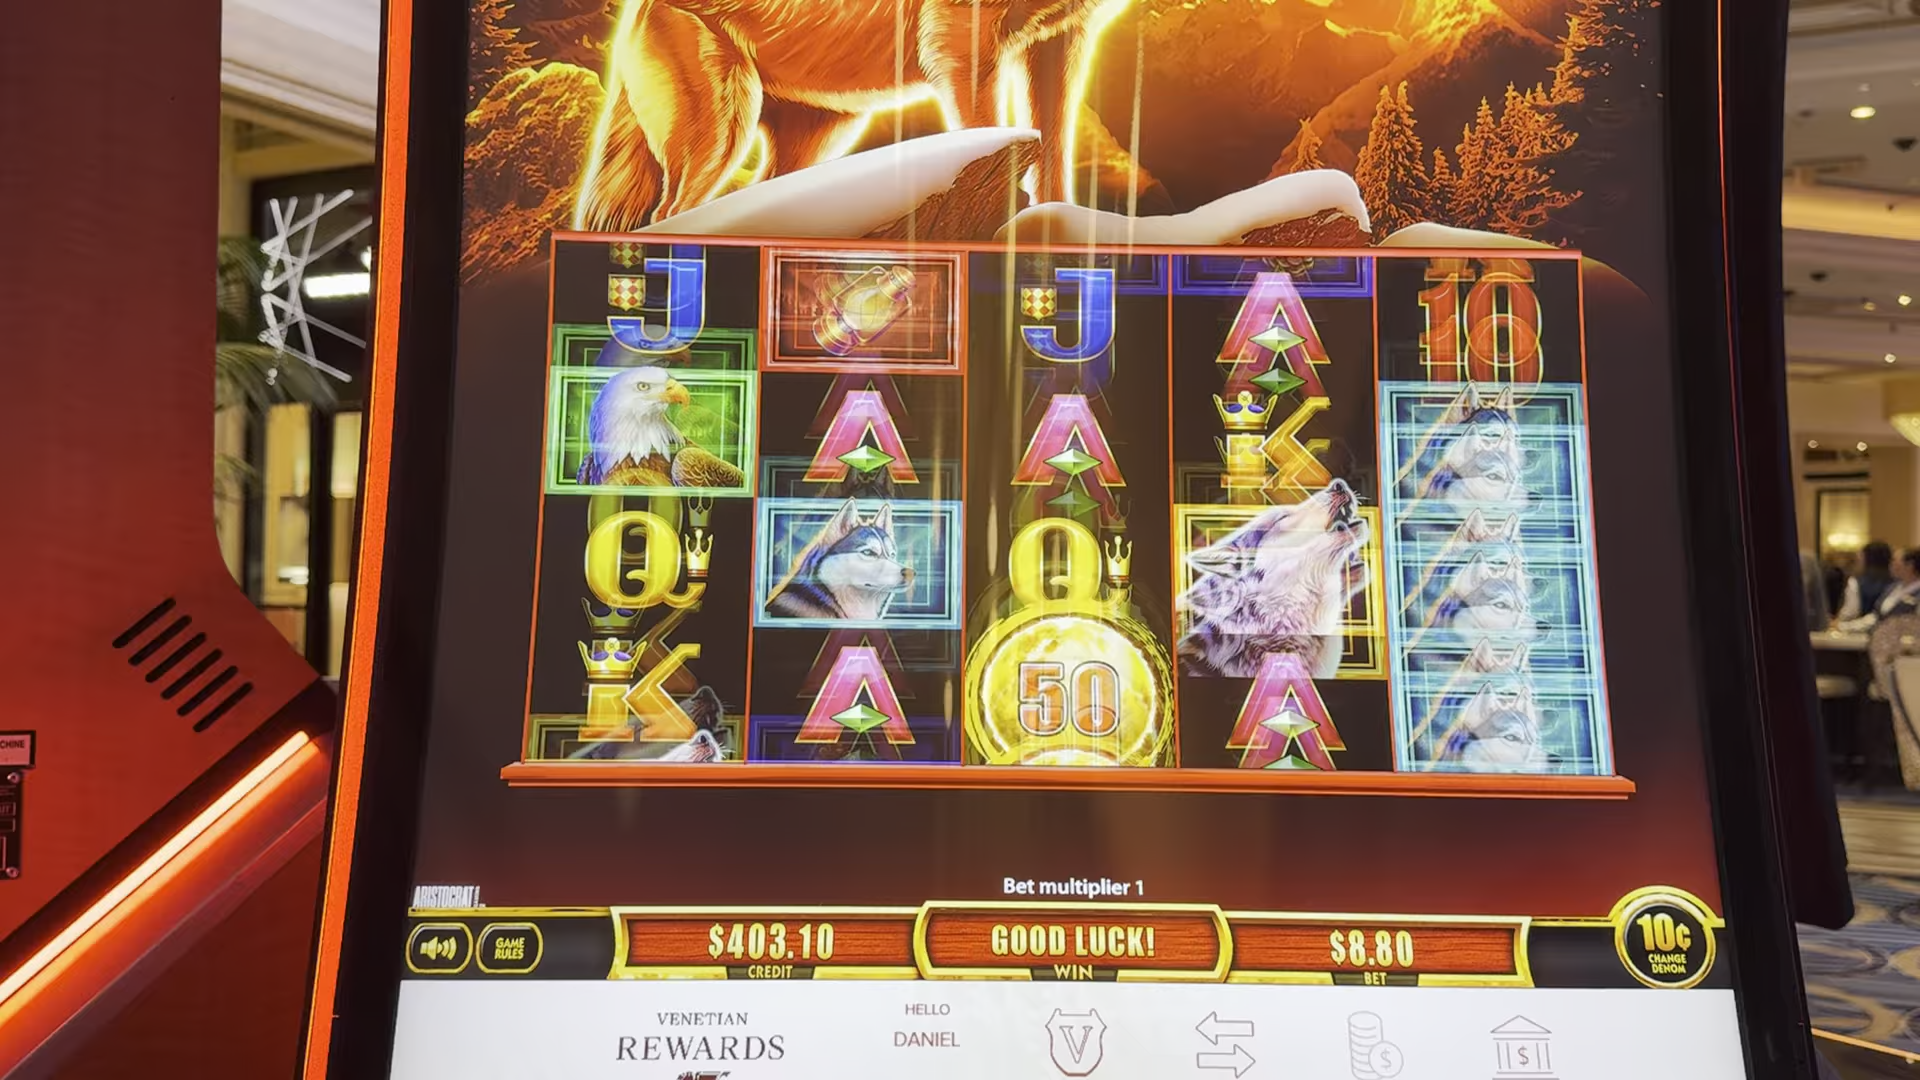 J
J
A
10
A
A
K
Q
Q
K
A
50
A
CHINE
Bet multiplier 1
ARISTOCRAT
GAME
RULES
$403.10
CREDIT
GOOD LUCK!
WIN
$8.80
BET
10¢
CHANGE
DENOM
VENETIAN
REWARDS
HELLO
DANIEL
V
$
$